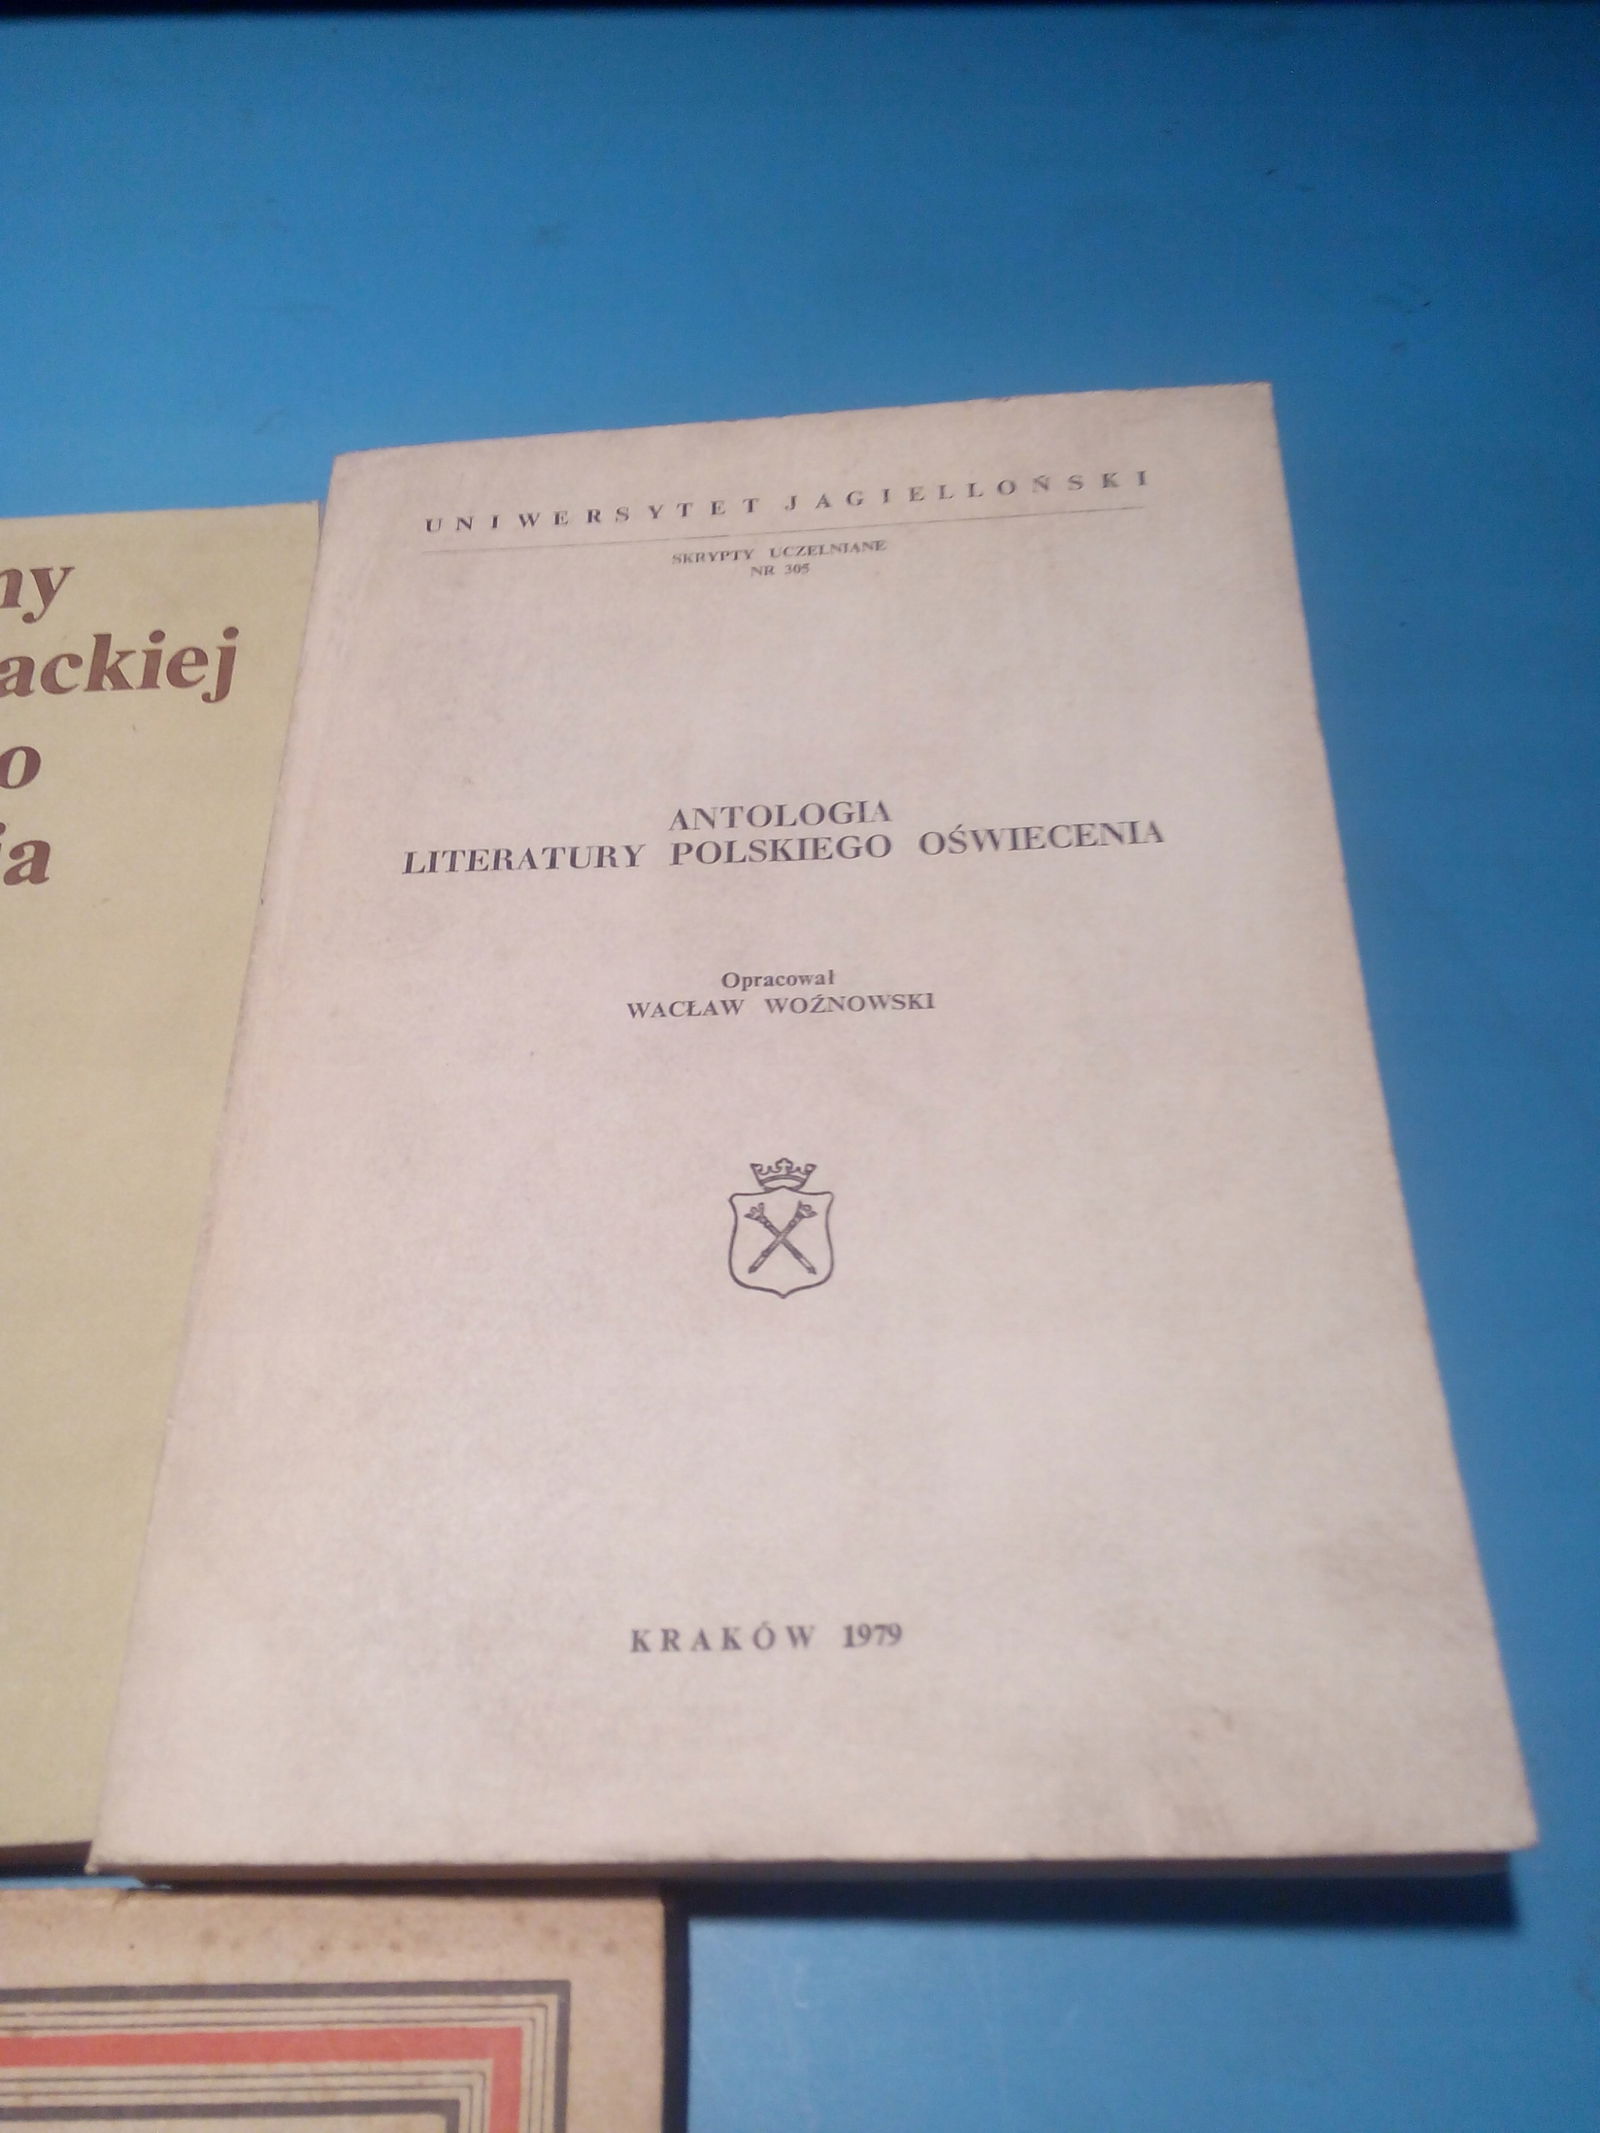 UNIWERSYTET JAGIELLOŃSKI
SKRYPTY UCZELNIANE
NR 305
ANTOLOGIA
LITERATURY POLSKIEGO OŚWIECENIA
Opracował
WACŁAW WOŹNOWSKI
KRAKÓW 1979
ny
ackiej
o
ia